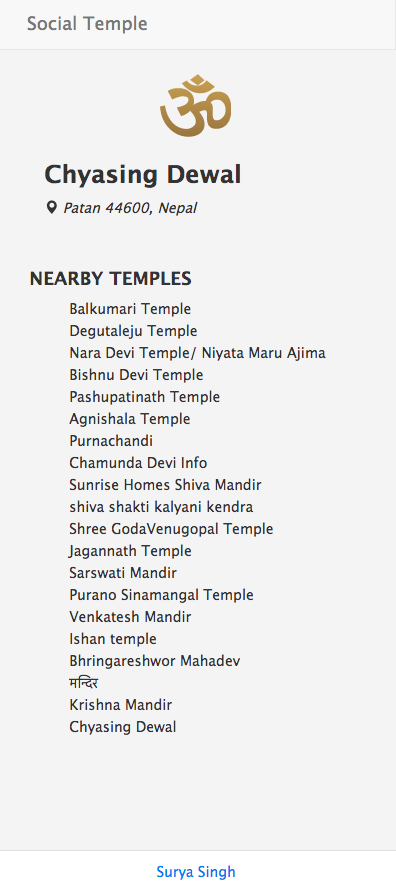 Social Temple
ॐ
Chyasing Dewal
Patan 44600, Nepal
NEARBY TEMPLES
Balkumari Temple
Degutaleju Temple
Nara Devi Temple/ Niyata Maru Ajima
Bishnu Devi Temple
Pashupatinath Temple
Agnishala Temple
Purnachandi
Chamunda Devi Info
Sunrise Homes Shiva Mandir
shiva shakti kalyani kendra
Shree GodaVenugopal Temple
Jagannath Temple
Sarswati Mandir
Purano Sinamangal Temple
Venkatesh Mandir
Ishan temple
Bhringareshwor Mahadev
मन्दिर
Krishna Mandir
Chyasing Dewal
Surya Singh